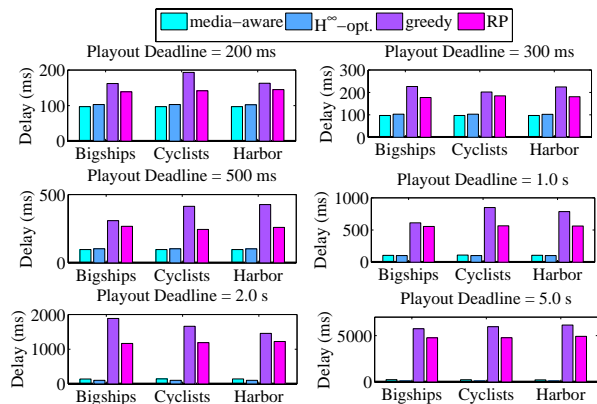 media-aware H∞-opt. greedy RP
Playout Deadline = 200 ms
Delay (ms)
200
100
0
Bigships Cyclists Harbor
Playout Deadline = 300 ms
Delay (ms)
300
200
100
0
Bigships Cyclists Harbor
Playout Deadline = 500 ms
Delay (ms)
500
0
Bigships Cyclists Harbor
Playout Deadline = 1.0 s
Delay (ms)
1000
500
0
Bigships Cyclists Harbor
Playout Deadline = 2.0 s
Delay (ms)
2000
1000
0
Bigships Cyclists Harbor
Playout Deadline = 5.0 s
Delay (ms)
5000
0
Bigships Cyclists Harbor